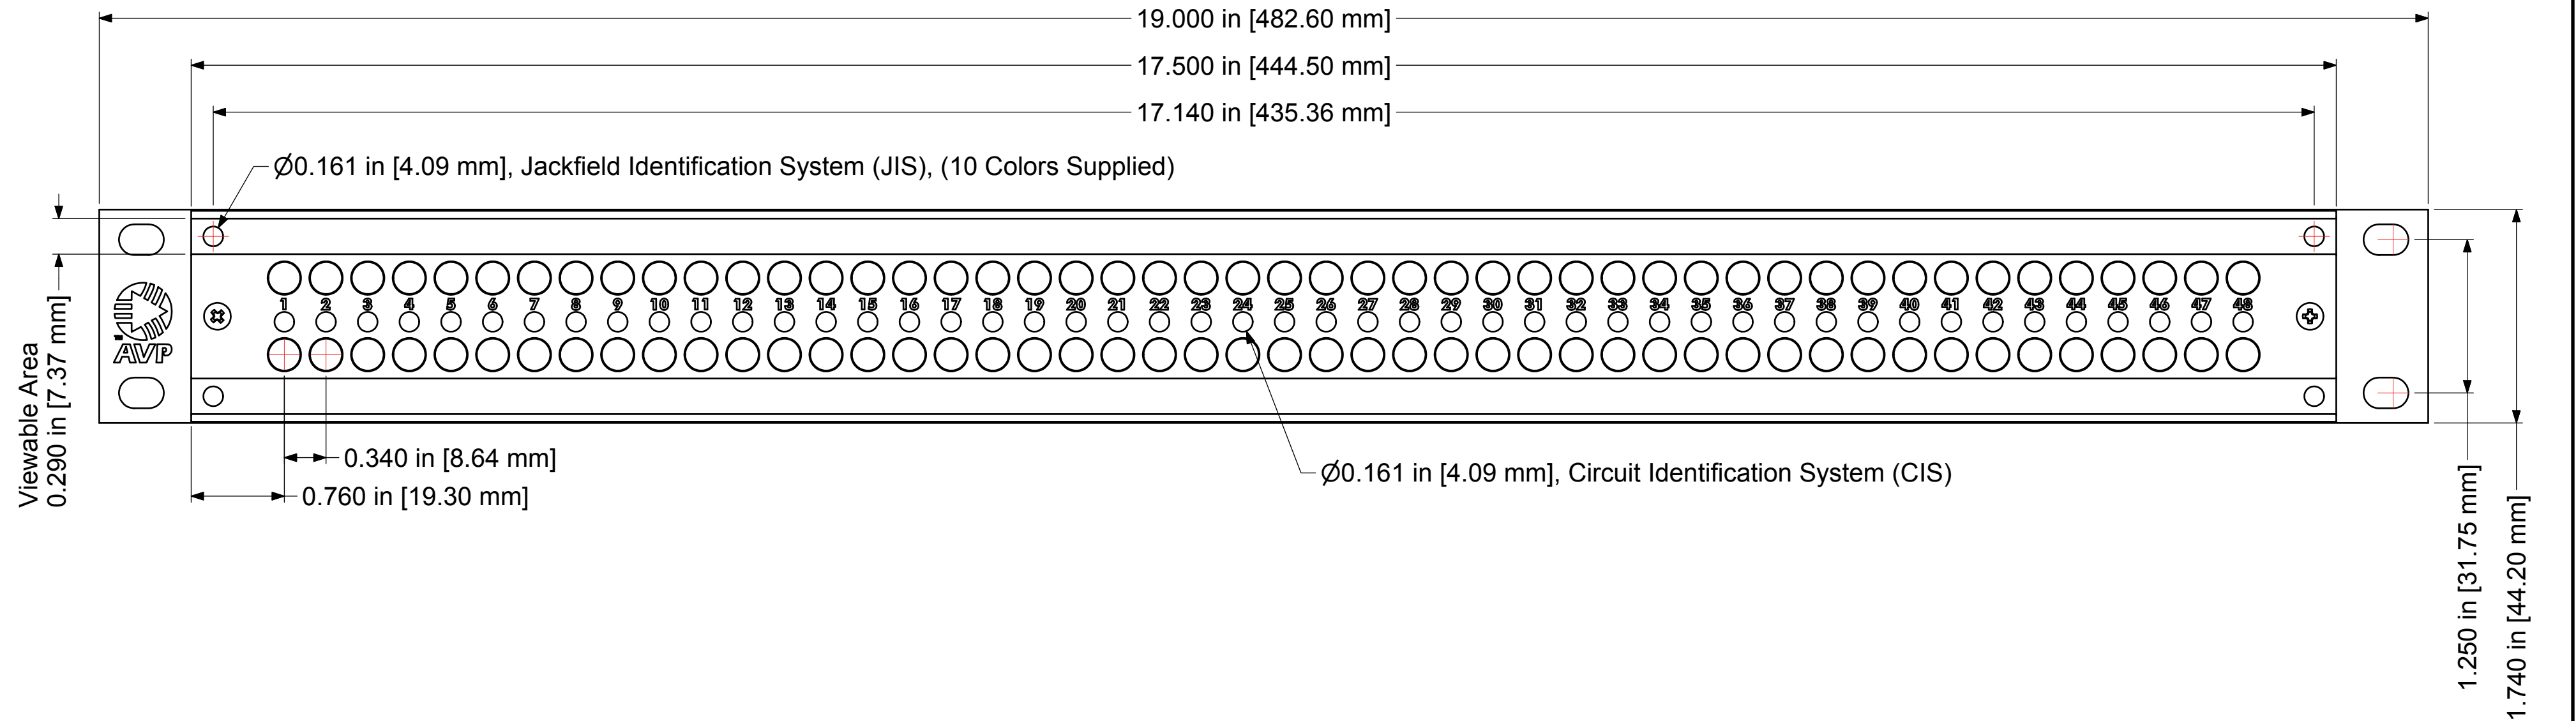 19.000 in [482.60 mm]
17.500 in [444.50 mm]
17.140 in [435.36 mm]
Ø0.161 in [4.09 mm], Jackfield Identification System (JIS), (10 Colors Supplied)
Viewable Area
0.290 in [7.37 mm]
1 2 3 4 5 6 7 8 9 10 11 12 13 14 15 16 17 18 19 20 21 22 23 24 25 26 27 28 29 30 31 32 33 34 35 36 37 38 39 40 41 42 43 44 45 46 47 48
AVP
0.340 in [8.64 mm]
0.760 in [19.30 mm]
Ø0.161 in [4.09 mm], Circuit Identification System (CIS)
1.250 in [31.75 mm]
1.740 in [44.20 mm]